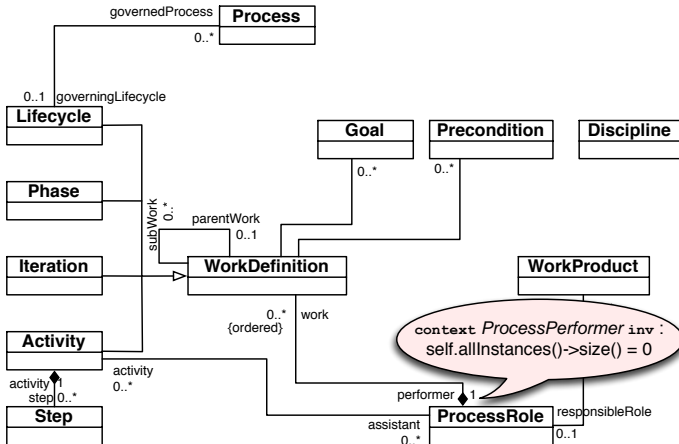 governedProcess
Process
0..*
0..1 governingLifecycle
Lifecycle
Goal
Precondition
Discipline
0..*
0..*
Phase
subWork
0..*
parentWork
0..1
Iteration
WorkDefinition
WorkProduct
0..*
work
{ordered}
context ProcessPerformer inv :
self.allInstances()->size() = 0
Activity
activity
0..*
activity 1
step 0..*
Step
performer
1
ProcessRole
responsibleRole
assistant
0..*
0..1